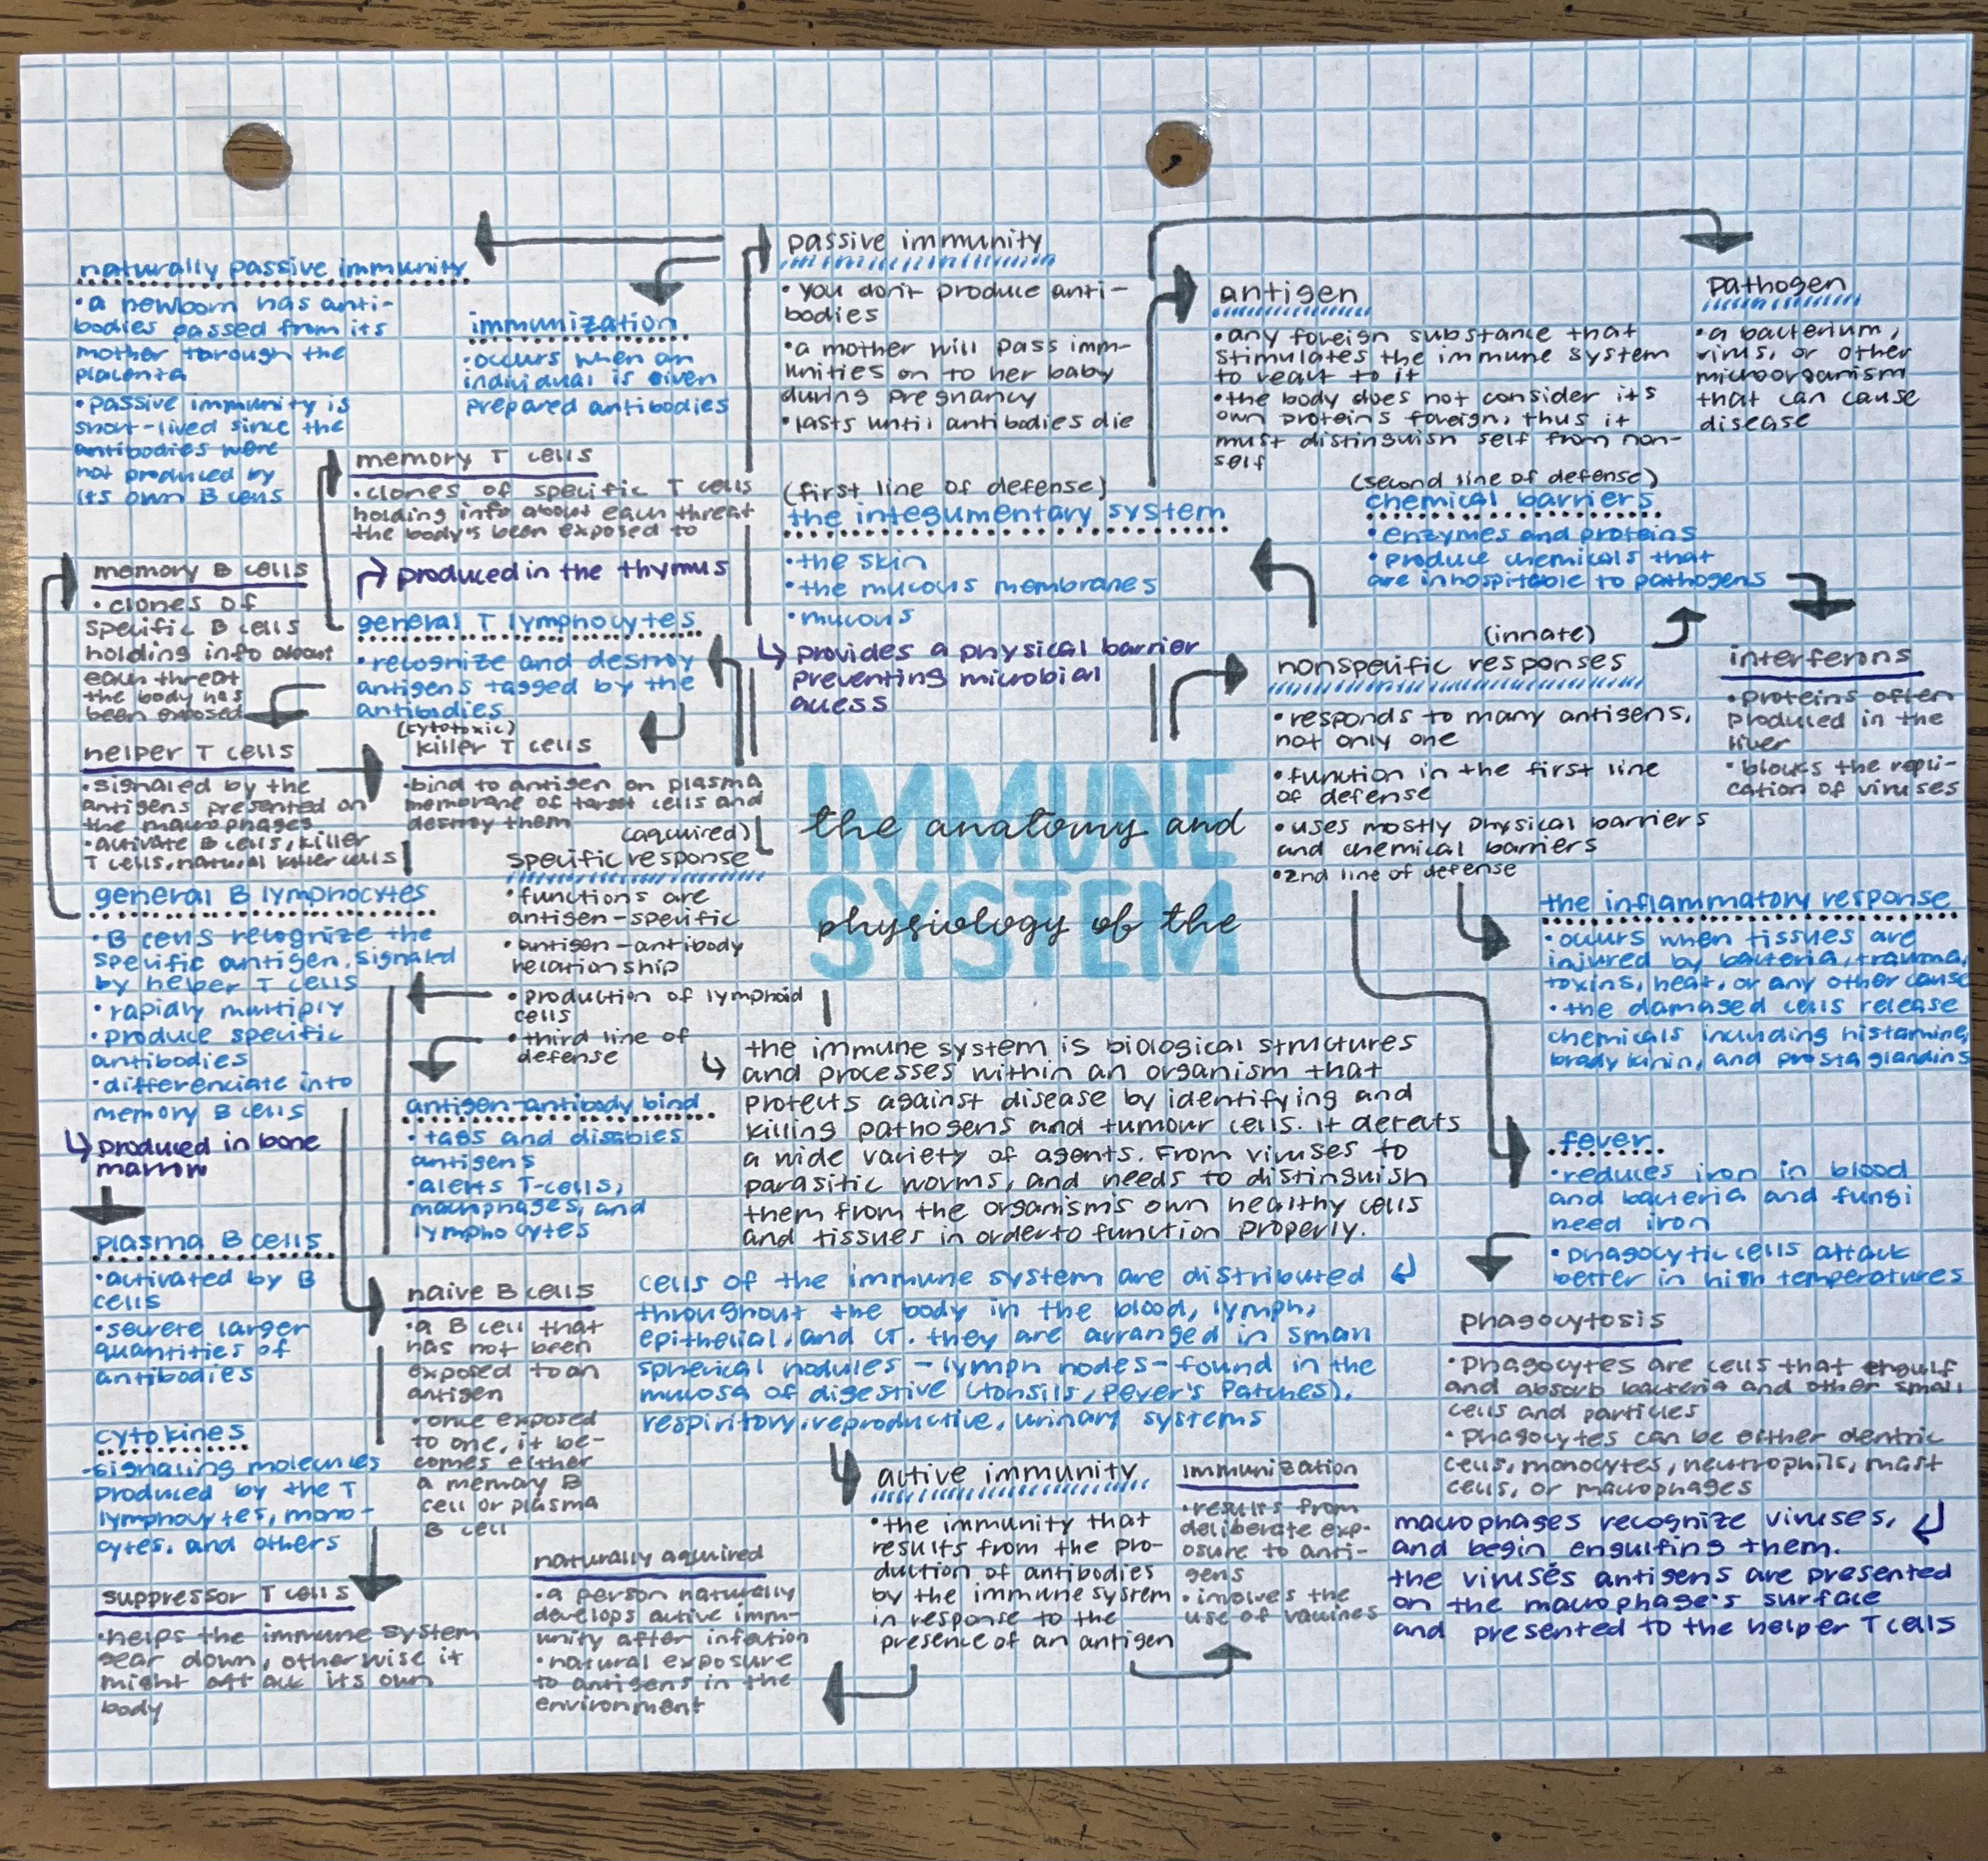 naturally passive immunity
• a newborn has anti-
bodies passed from its
mother through the
placenta
• passive immunity is
short-lived since the
antibodies were
not produced by
its own B cells
immunization
• occurs when an
individual is given
prepared antibodies
passive immunity
• you don't produce anti-
bodies
• a mother will pass imm-
unities on to her baby
during pregnancy
• lasts until antibodies die
antigen
• any foreign substance that
stimulates the immune system
to react to it
• the body does not consider its
own proteins foreign, thus it
must distinguish self from non-
self
pathogen
• a bacterium,
virus, or other
microorganism
that can cause
disease
memory T cells
• clones of specific T cells
holding info about each threat
the body's been exposed to
produced in the thymus
general T lymphocytes
• recognize and destroy
antigens tagged by the
antibodies
(first line of defense)
the integumentary system
• the skin
• the mucous membranes
• mucous
provides a physical barrier
preventing microbial
acess
(second line of defense)
chemical barriers
• enzymes and proteins
• produce chemicals that
are inhospitable to pathogens
memory B cells
• clones of
specific B cells
holding info about
each threat
the body has
been exposed
helper T cells
• signaled by the
antigens presented on
the macrophages
• activate B cells, killer
T cells, natural killer cells
(cytotoxic)
killer T cells
• bind to antigen on plasma
membrane of target cells and
destroy them
(innate)
nonspecific responses
• responds to many antigens,
not only one
• function in the first line
of defense
• uses mostly physical barriers
and chemical barriers
• 2nd line of defense
interferons
• proteins often
produced in the
liver
• blocks the repli-
cation of viruses
(aquired)
specific response
• functions are
antigen-specific
• antigen-antibody
relationship
• production of lymphoid
cells
• third line of
defense
the anatomy and
physiology of the
IMMUNE
SYSTEM
general B lymphocytes
• B cells recognize the
specific antigen, signaled
by helper T cells
• rapidly multiply
• produce specific
antibodies
• differenciate into
memory B cells
produced in bone
marrow
antigen-antibody bind
• tags and disables
antigens
• alerts T-cells,
macrophages, and
lymphocytes
the immune system is biological structures
and processes within an organism that
protects against disease by identifying and
killing pathogens and tumour cells. it detects
a wide variety of agents. From viruses to
parasitic worms, and needs to distinguish
them from the organism's own healthy cells
and tissues in order to function properly.
cells of the immune system are distributed
throughout the body in the blood, lymph,
epithelial, and CT. they are arranged in small
spherical nodules - lymph nodes - found in the
mucosa of digestive (tonsils, Peyer's Patches),
respiritory, reproductive, urinary systems
the inflammatory response
• occurs when tissues are
injured by bacteria, trauma,
toxins, heat, or any other cause
• the damaged cells release
chemicals including histamine,
bradykinin, and prostaglandins
fever
• reduces iron in blood
and bacteria and fungi
need iron
• phagocytic cells attack
better in high temperatures
plasma B cells
• activated by B
cells
• secrete larger
quantities of
antibodies
naive B cells
• a B cell that
has not been
exposed to an
antigen
• once exposed
to one, it be-
comes either
a memory B
cell or plasma
B cell
phagocytosis
• phagocytes are cells that engulf
and absorb bacteria and other small
cells and particles
• phagocytes can be either dentric
cells, monocytes, neutrophils, mast
cells, or macrophages
macrophages recognize viruses,
and begin engulfing them.
the viruses antigens are presented
on the macrophage's surface
and presented to the helper T cells
cytokines
- signaling molecules
produced by the T
lymphocytes, mono-
cytes, and others
suppressor T cells
• helps the immune system
gear down, otherwise it
might attack its own
body
naturally aquired
• a person naturally
develops active imm-
unity after infection
• natural exposure
to antigens in the
environment
active immunity
• the immunity that
results from the pro-
duction of antibodies
by the immune system
in response to the
presence of an antigen
immunization
• results from
deliberate exp-
osure to anti-
gens
• involves the
use of vaccines